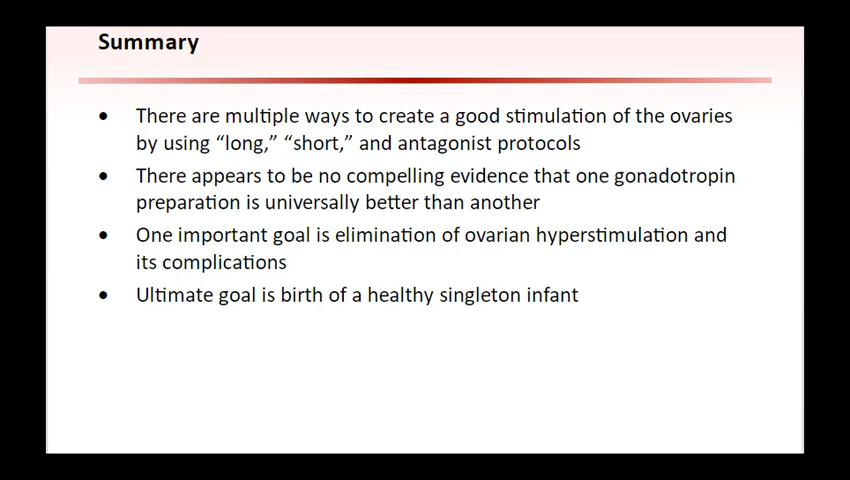 Summary
• There are multiple ways to create a good stimulation of the ovaries
by using “long,” “short,” and antagonist protocols
• There appears to be no compelling evidence that one gonadotropin
preparation is universally better than another
• One important goal is elimination of ovarian hyperstimulation and
its complications
• Ultimate goal is birth of a healthy singleton infant